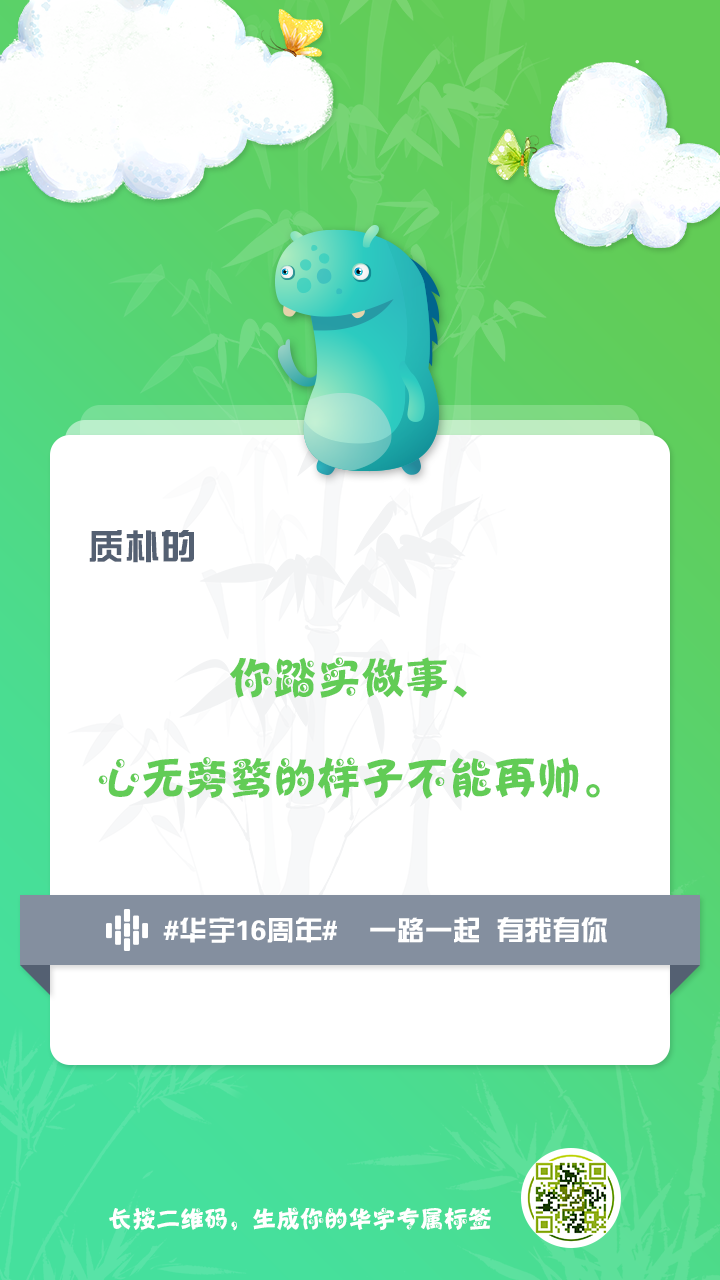 质朴的
你踏实做事、
心无旁骛的样子不能再帅。
#华宇16周年# 一路一起 有我有你
长按二维码，生成你的华宇专属标签